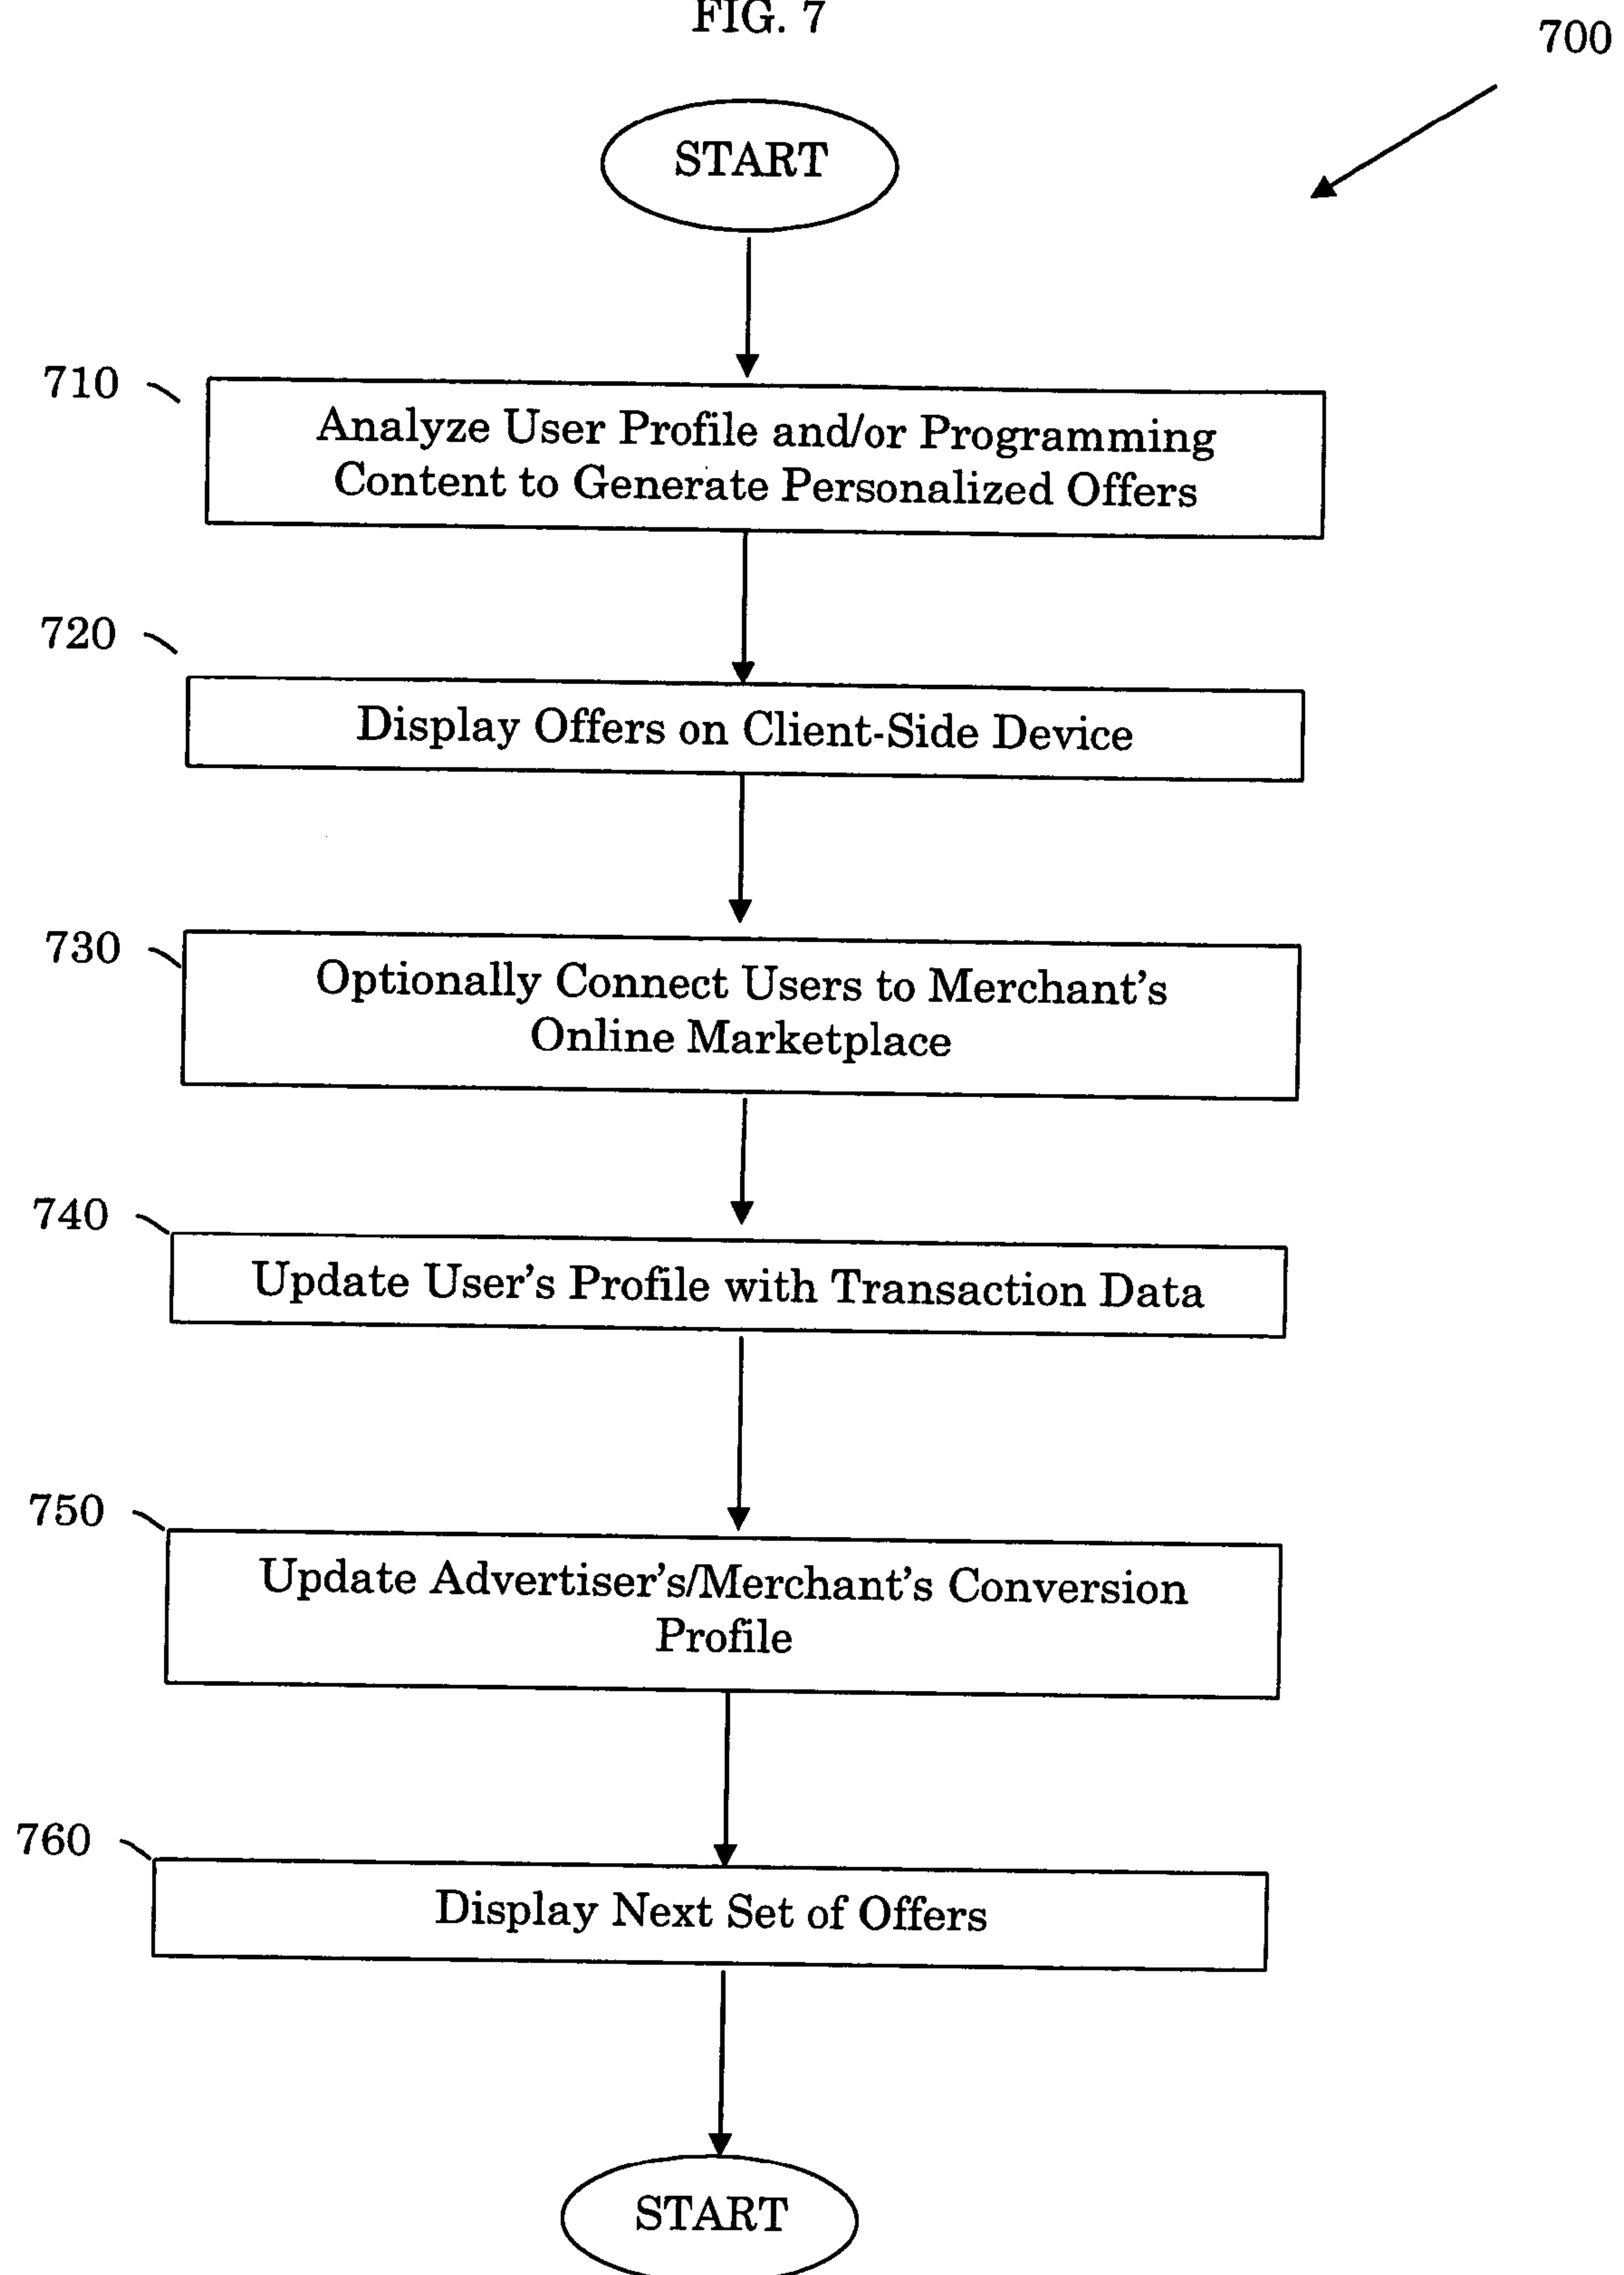 FIG. 7
700
START
710
Analyze User Profile and/or Programming
Content to Generate Personalized Offers
720
Display Offers on Client-Side Device
730
Optionally Connect Users to Merchant's
Online Marketplace
740
Update User's Profile with Transaction Data
750
Update Advertiser's/Merchant's Conversion
Profile
760
Display Next Set of Offers
START